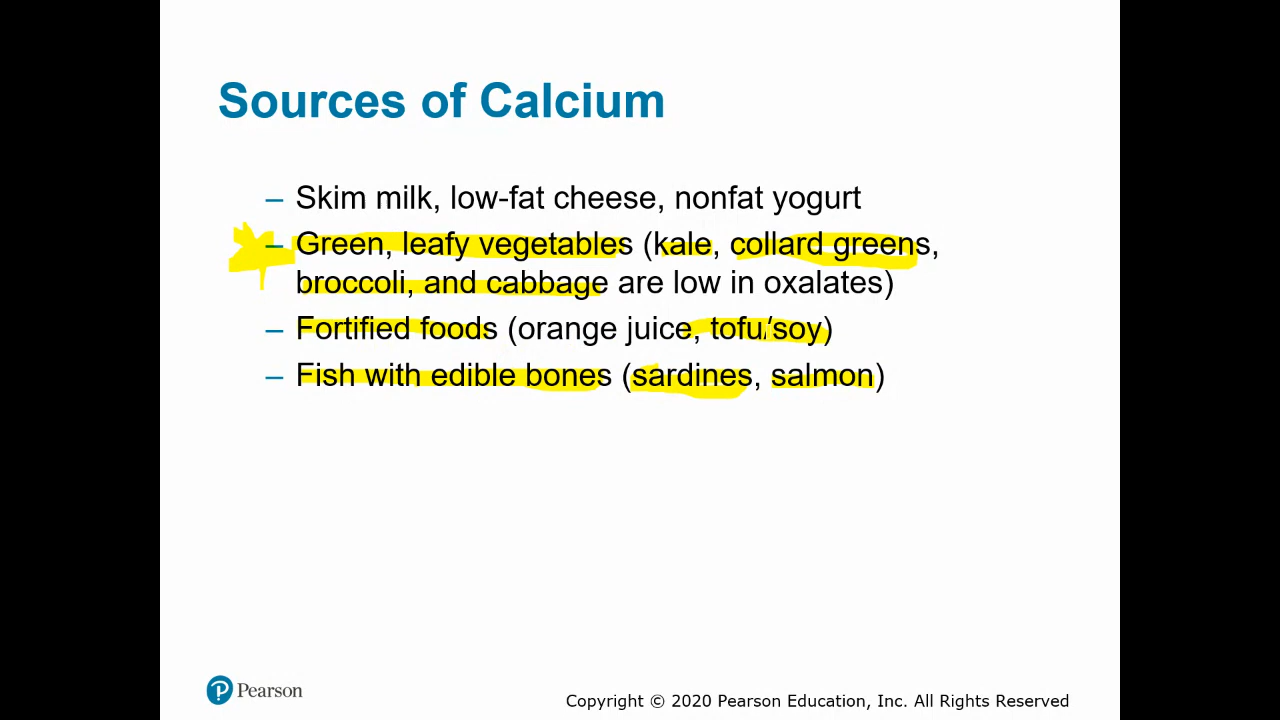 Sources of Calcium
– Skim milk, low-fat cheese, nonfat yogurt
– Green, leafy vegetables (kale, collard greens,
broccoli, and cabbage are low in oxalates)
– Fortified foods (orange juice, tofu/soy)
– Fish with edible bones (sardines, salmon)
Pearson
Copyright © 2020 Pearson Education, Inc. All Rights Reserved